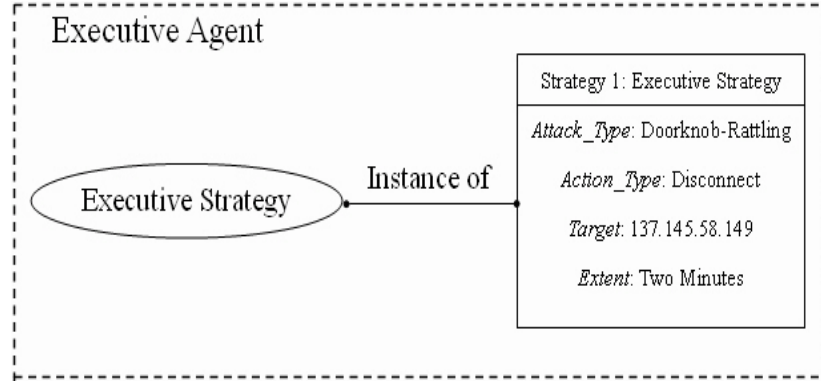 Executive Agent
Strategy 1: Executive Strategy
Attack_Type: Doorknob-Rattling
Instance of
Action_Type: Disconnect
Executive Strategy
Target: 137.145.58.149
Extent: Two Minutes